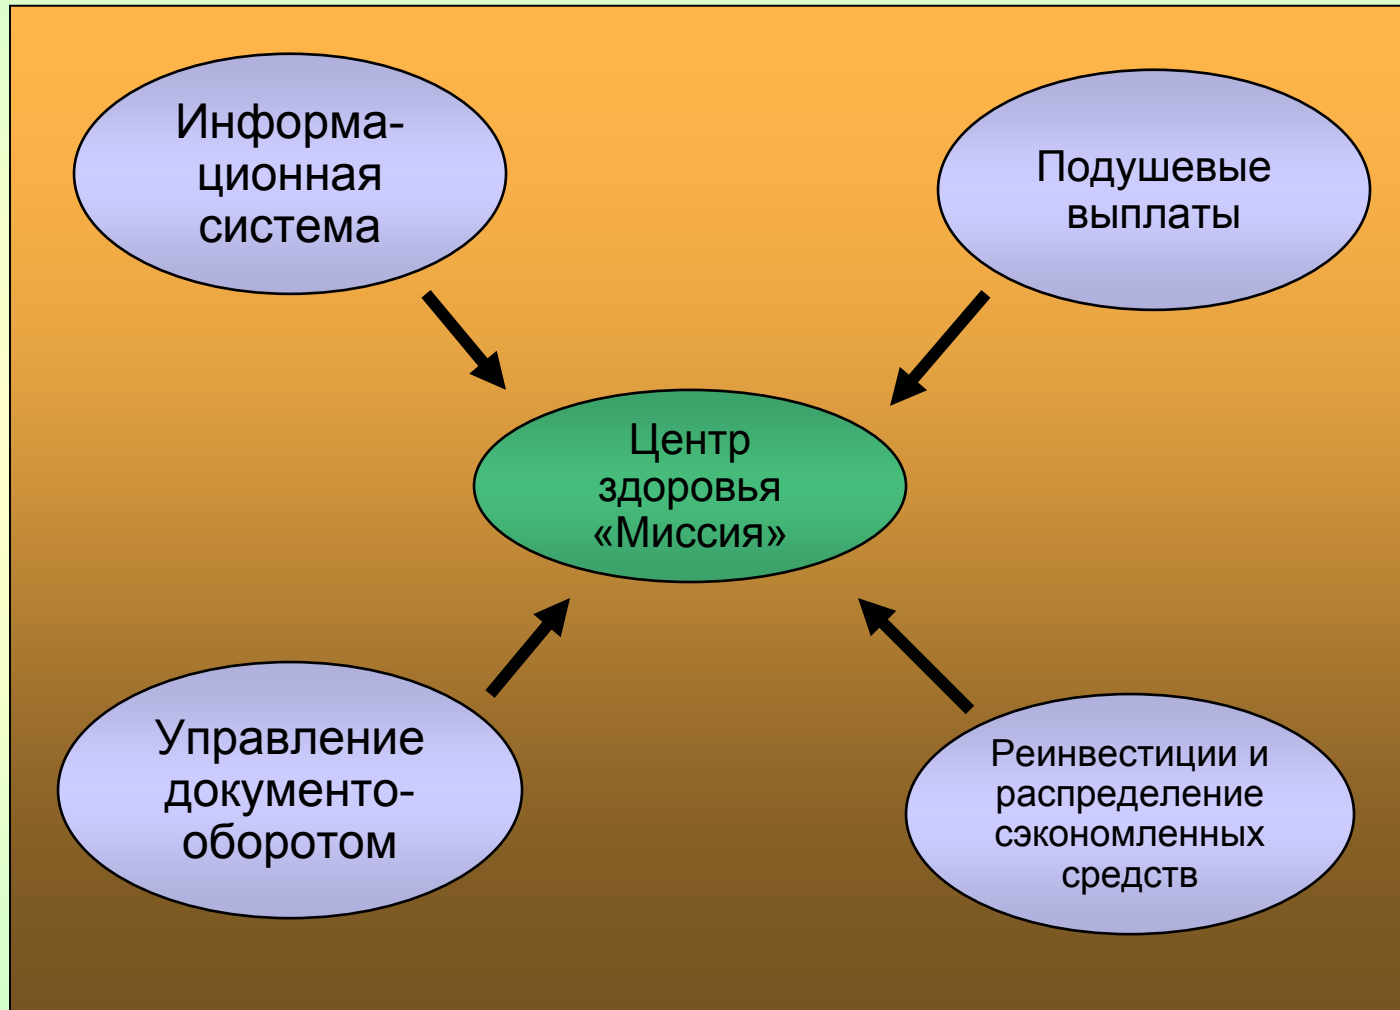 Информа-
ционная
система
Подушевые
выплаты
Центр
здоровья
«Миссия»
Управление
документо-
оборотом
Реинвестиции и
распределение
сэкономленных
средств